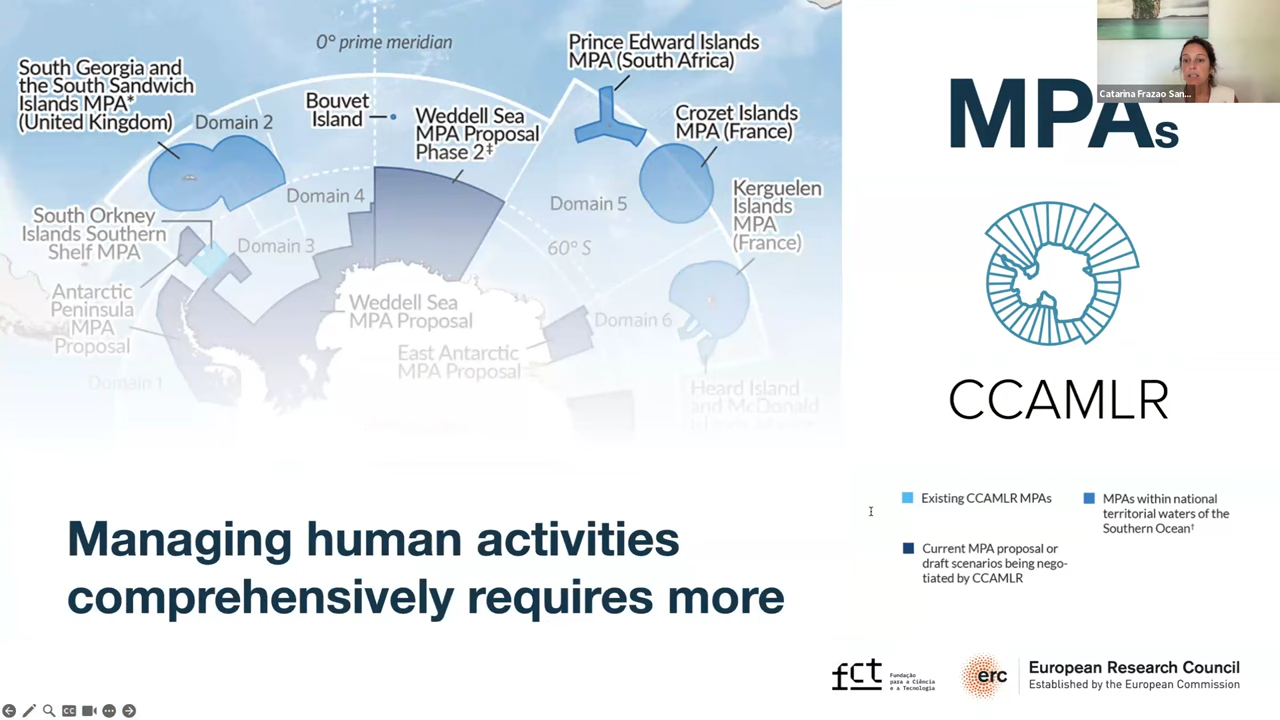 0° prime meridian
South Georgia and
the South Sandwich
Islands MPA*
(United Kingdom)
Domain 2
Bouvet
Island
Weddell Sea
MPA Proposal
Phase 2‡
Prince Edward Islands
MPA (South Africa)
Crozet Islands
MPA (France)
Kerguelen
Islands
MPA
(France)
Domain 4
Domain 5
60° S
South Orkney
Islands Southern
Shelf MPA
Domain 3
Antarctic
Peninsula
MPA
Proposal
Weddell Sea
MPA Proposal
East Antarctic
MPA Proposal
Domain 6
Domain 1
Heard Island
and McDonald
Managing human activities
comprehensively requires more
Catarina Frazao San...
MPAs
CCAMLR
Existing CCAMLR MPAs
MPAs within national
territorial waters of the
Southern Ocean†
Current MPA proposal or
draft scenarios being nego-
tiated by CCAMLR
fct
Fundação
para a Ciência
e a Tecnologia
erc
European Research Council
Established by the European Commission
CC